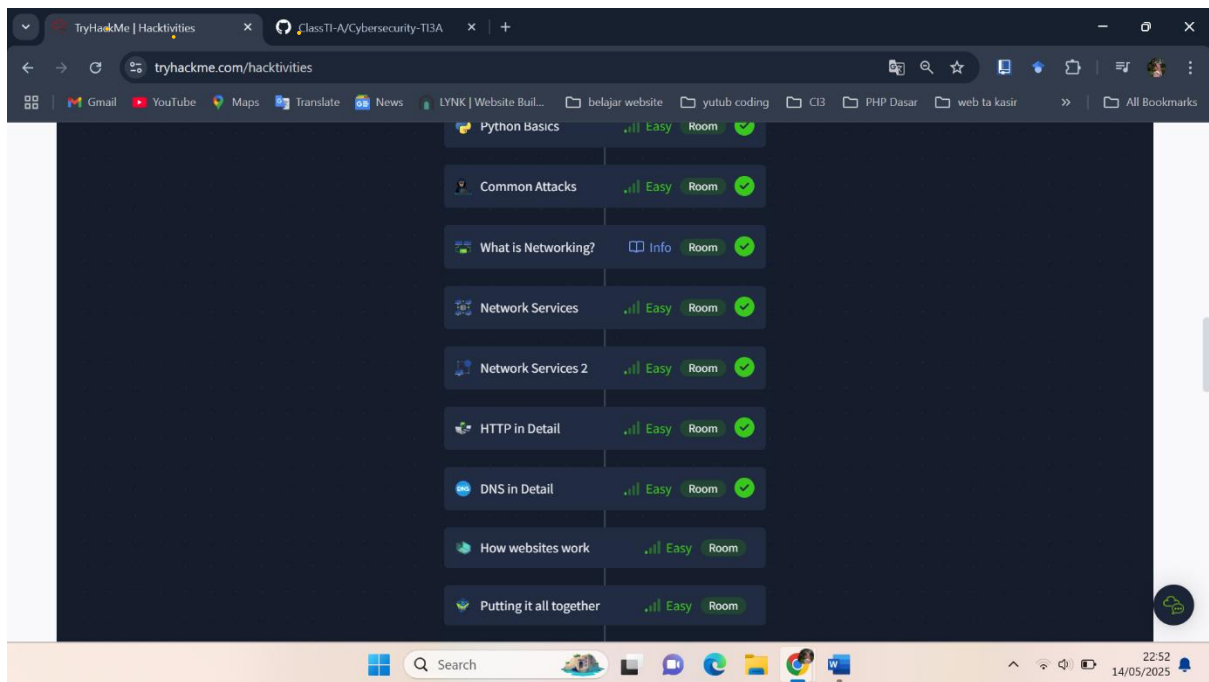 TryHackMe | Hacktivities
ClassTI-A/Cybersecurity-TI3A
tryhackme.com/hacktivities
Gmail YouTube Maps Translate News LYNK | Website Buil... belajar website yutub coding CI3 PHP Dasar web ta kasir » All Bookmarks
Python Basics Easy Room
Common Attacks Easy Room
What is Networking? Info Room
Network Services Easy Room
Network Services 2 Easy Room
HTTP in Detail Easy Room
DNS in Detail Easy Room
How websites work Easy Room
Putting it all together Easy Room
Search
22:52
14/05/2025